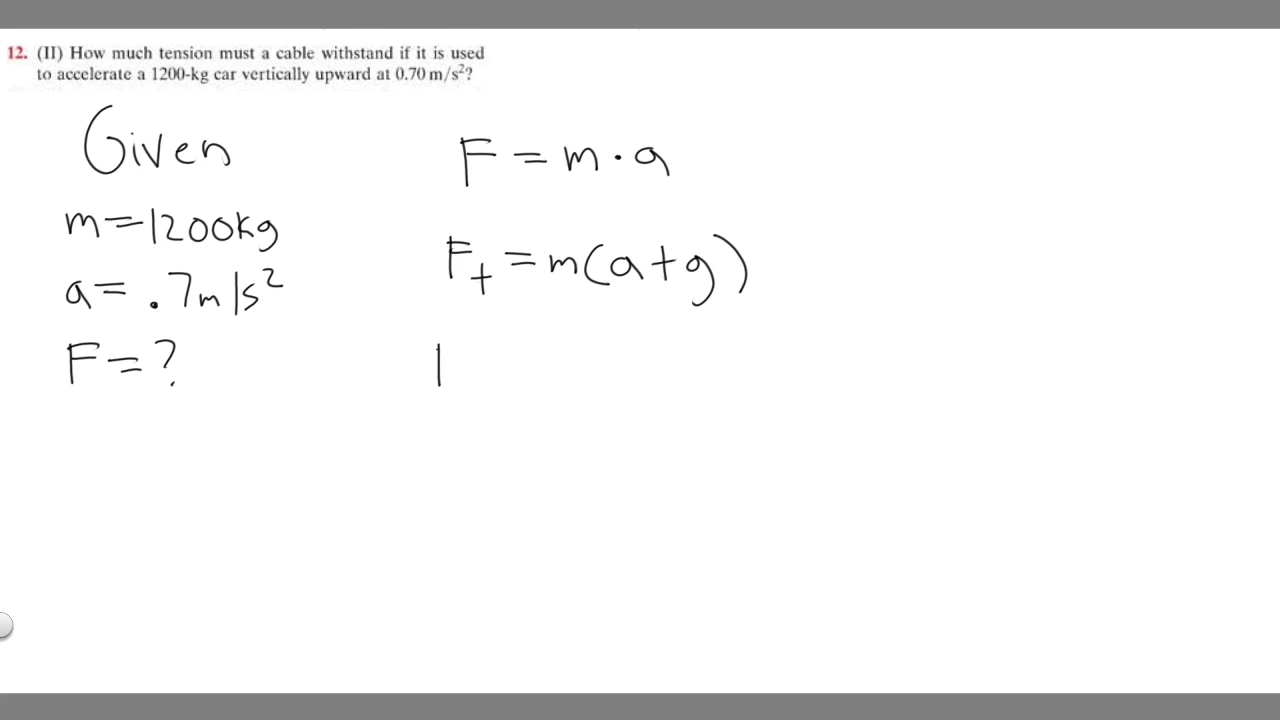 12. (II) How much tension must a cable withstand if it is used
to accelerate a 1200-kg car vertically upward at 0.70 m/s²?
Given
m=1200kg
a= .7m/s²
F=?
F=m·a
F+ =m(a+g)